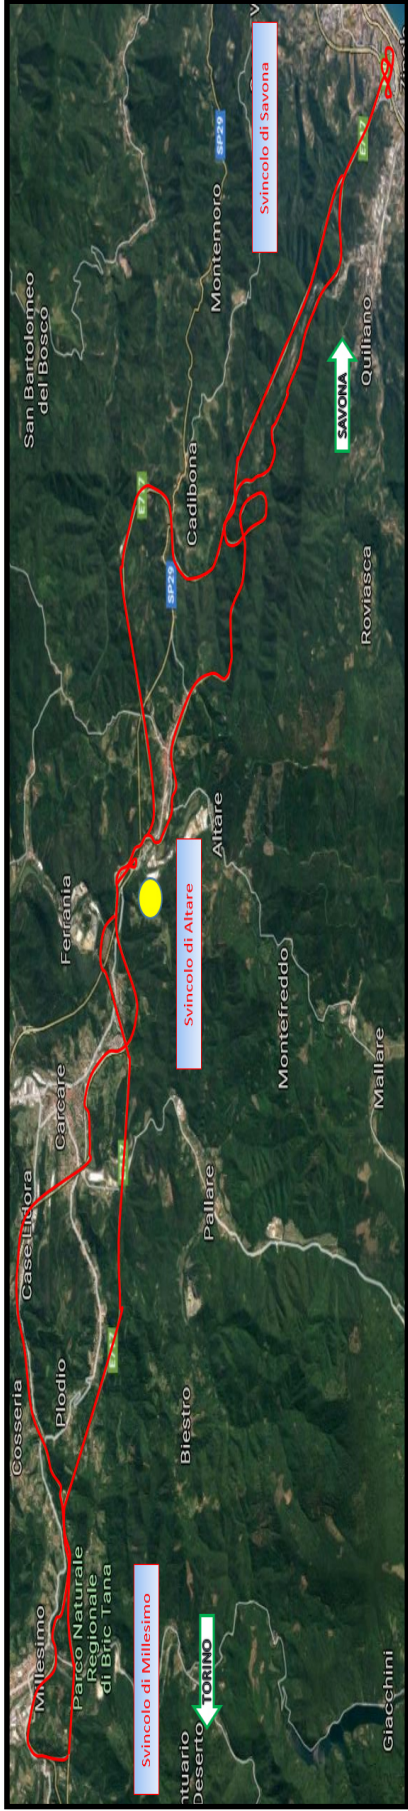 Cosseria
Case Lidora
San Bartolomeo
del Bosco
Millesimo
Plodio
Carcare
Ferrania
Parco Naturale
Regionale
di Bric Tana
Svincolo di Millesimo
SP29
Cadibona
SP29
Montemoro
Svincolo di Savona
Biestro
Pallare
Svincolo di Altare
Altare
ntuario
Deserto
TORINO
Montefreddo
SAVONA
Quiliano
Roviasca
Mallare
Giacchini